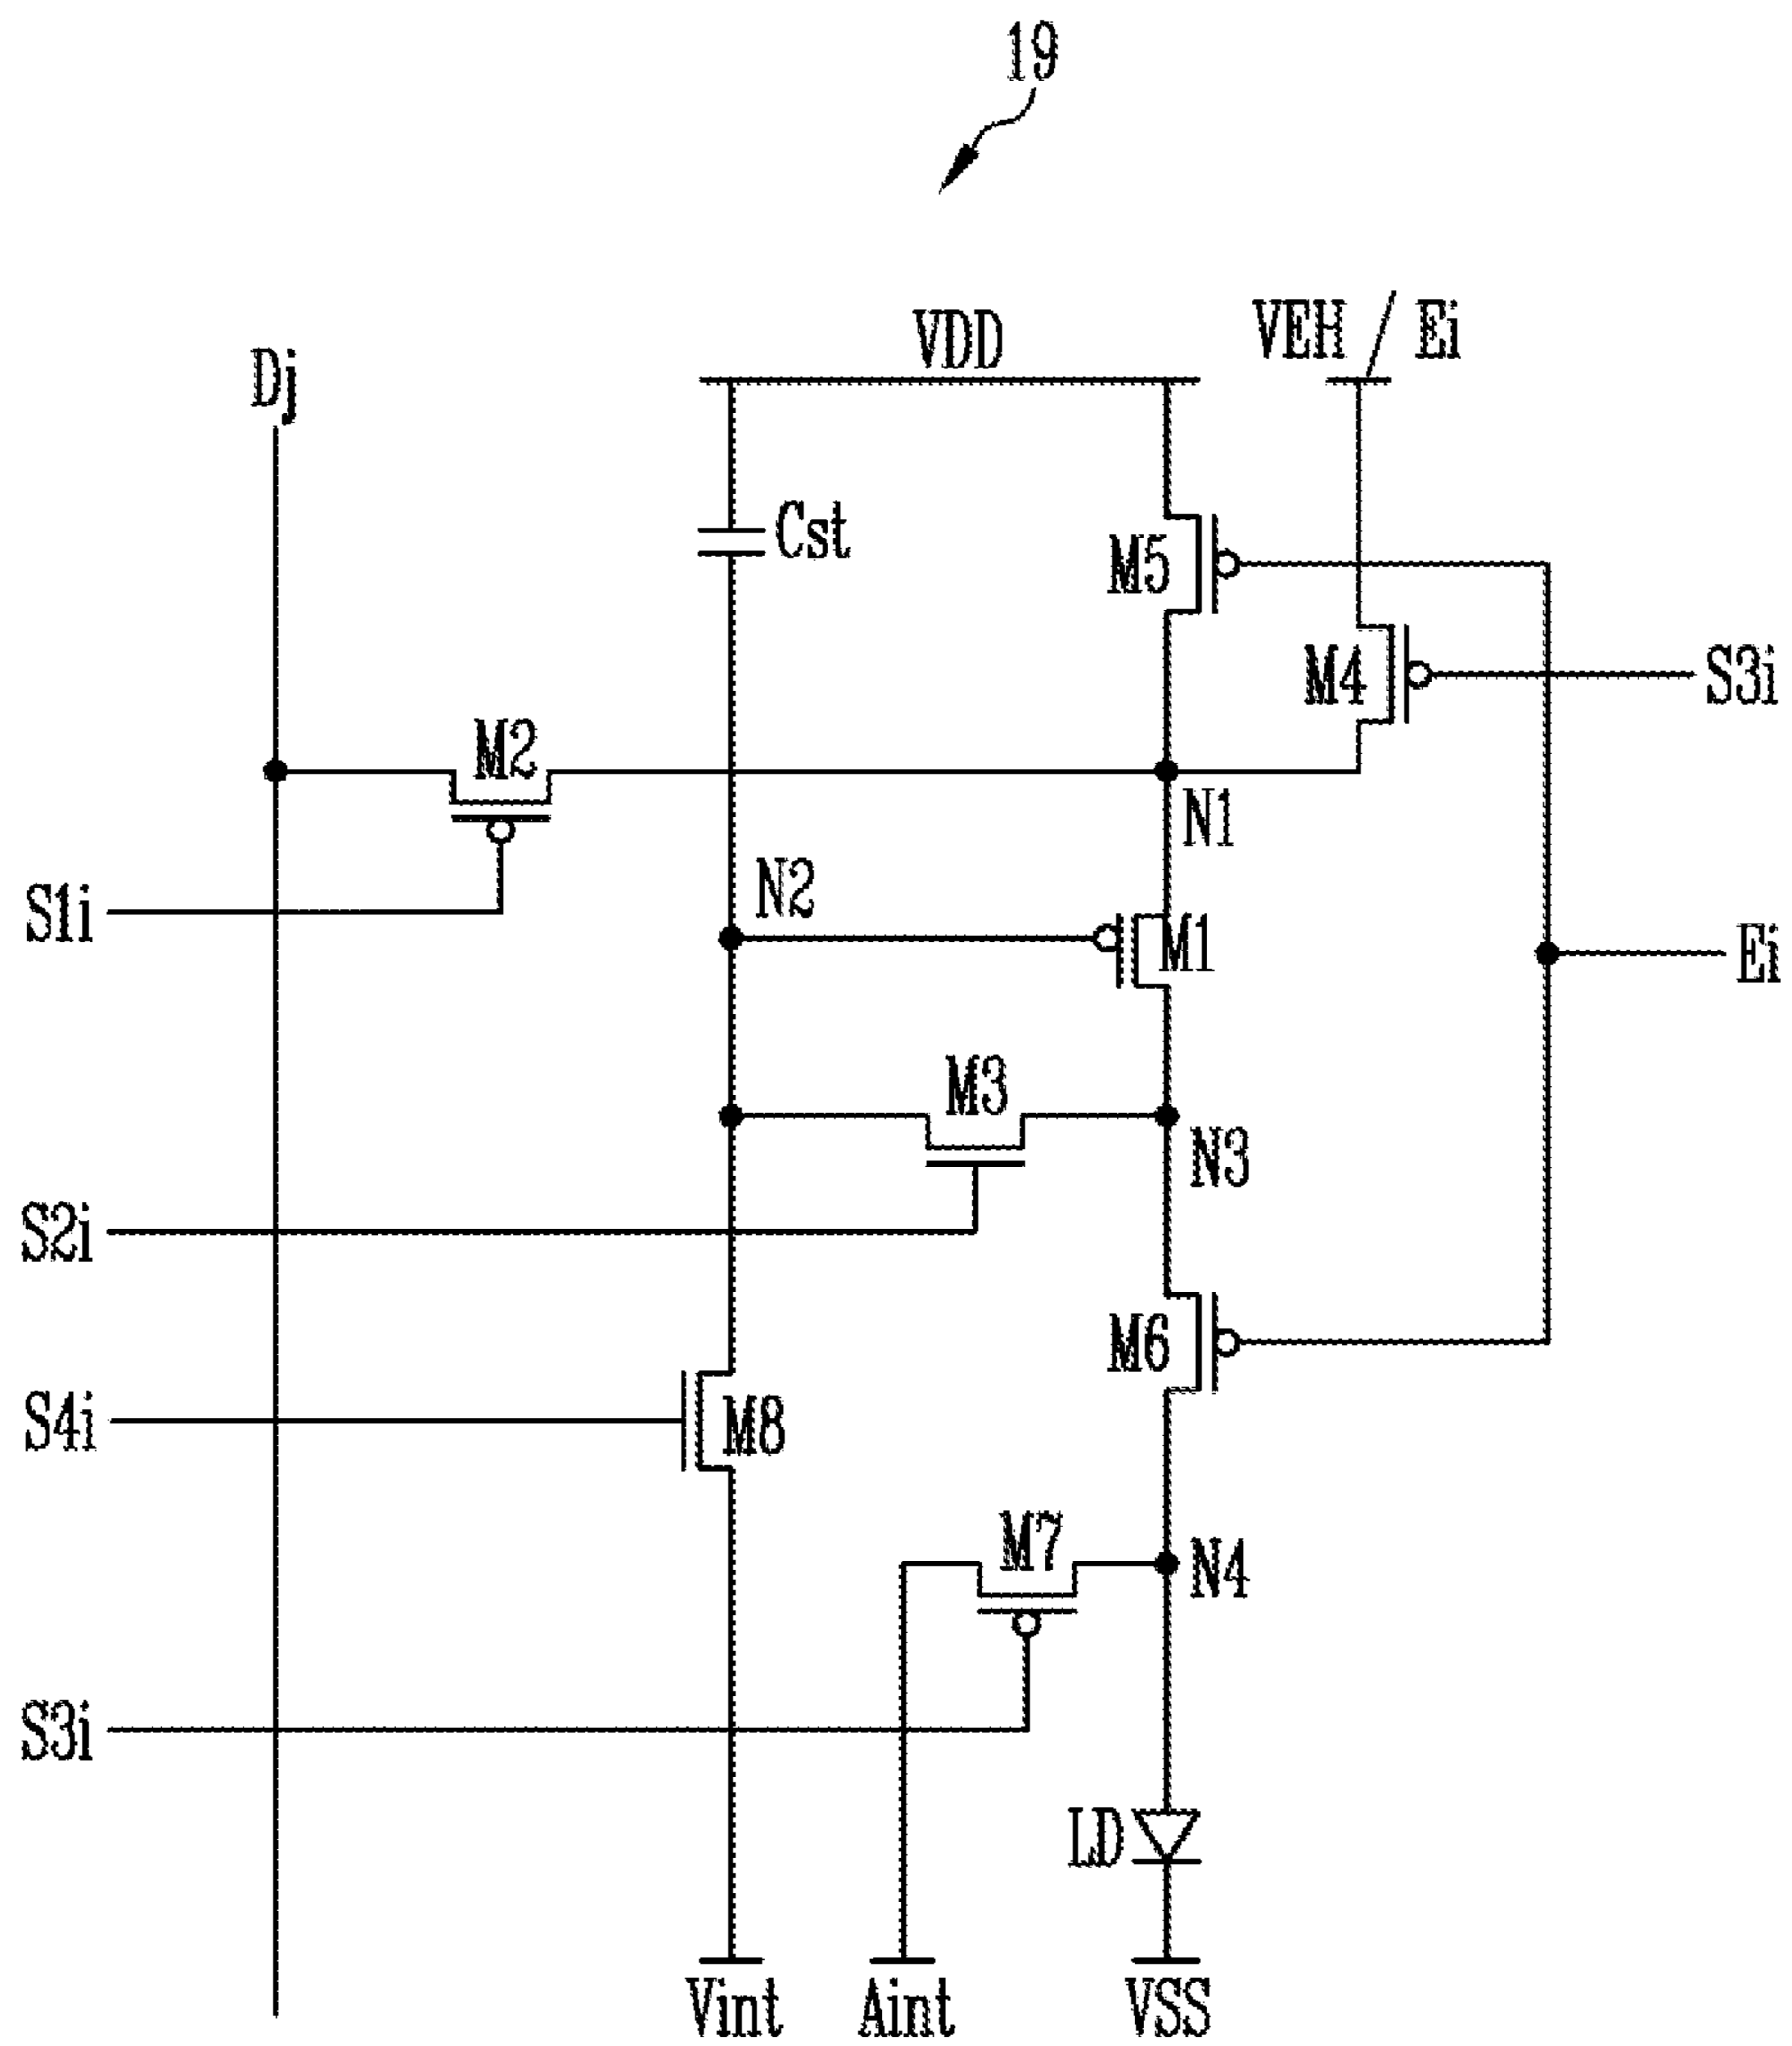 19
VDD
VEH / Ei
Dj
Cst
M5
M4
S3i
M2
N1
N2
S1i
M1
Ei
M3
N3
S2i
M6
S4i
M8
M7
N4
S3i
LD
Vint
Aint
VSS